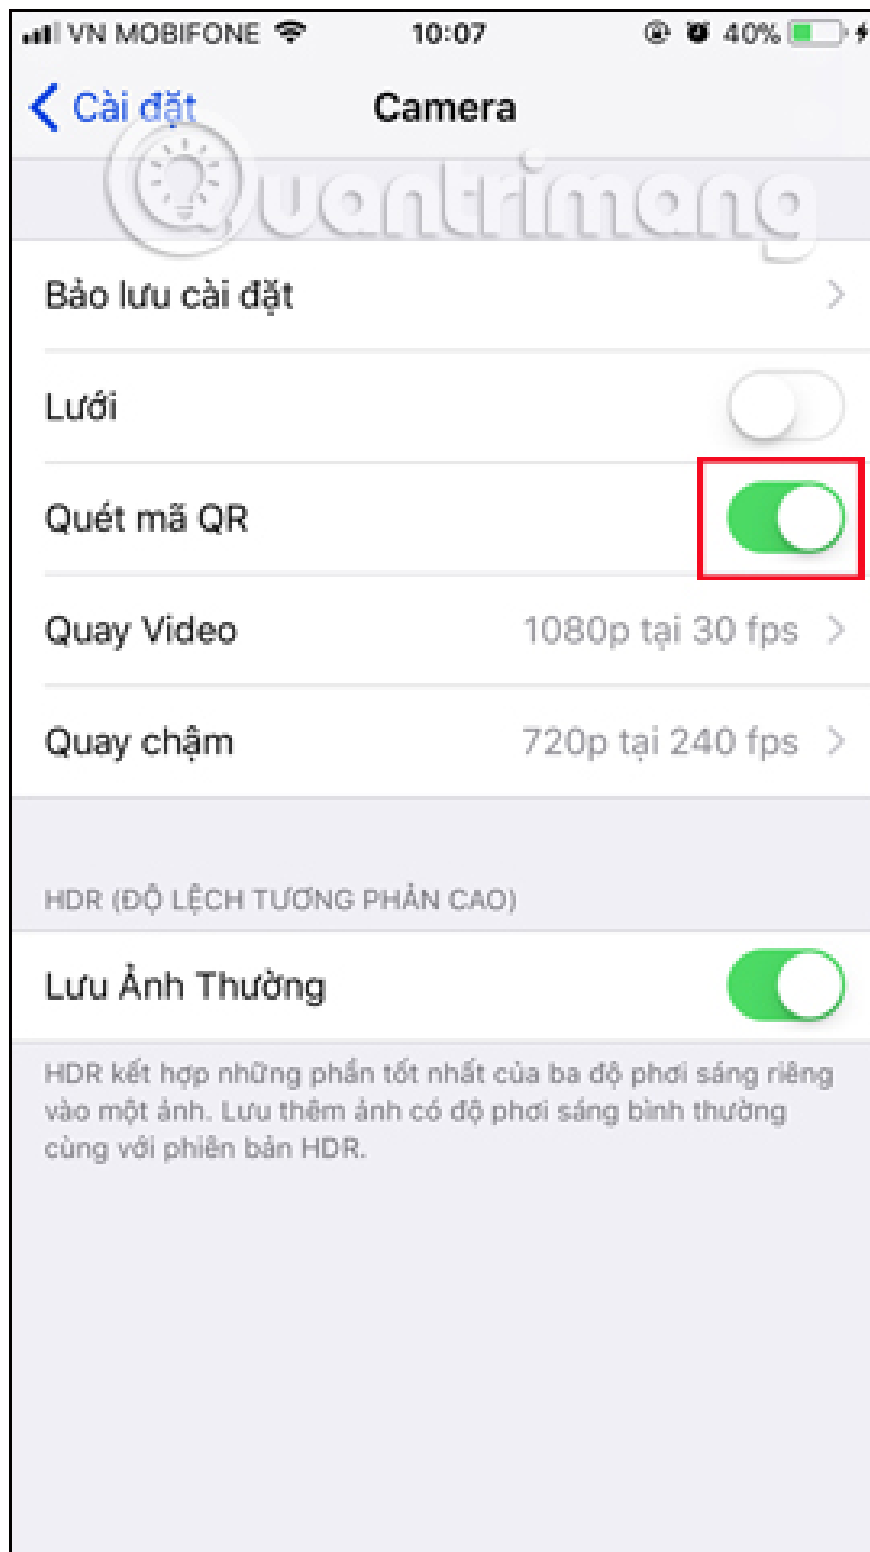 VN MOBIFONE 10:07 40%
Cài đặt Camera
Quantrimang
Bảo lưu cài đặt
Lưới
Quét mã QR
Quay Video 1080p tại 30 fps
Quay chậm 720p tại 240 fps
HDR (ĐỘ LỆCH TƯƠNG PHẢN CAO)
Lưu Ảnh Thường
HDR kết hợp những phần tốt nhất của ba độ phơi sáng riêng
vào một ảnh. Lưu thêm ảnh có độ phơi sáng bình thường
cùng với phiên bản HDR.